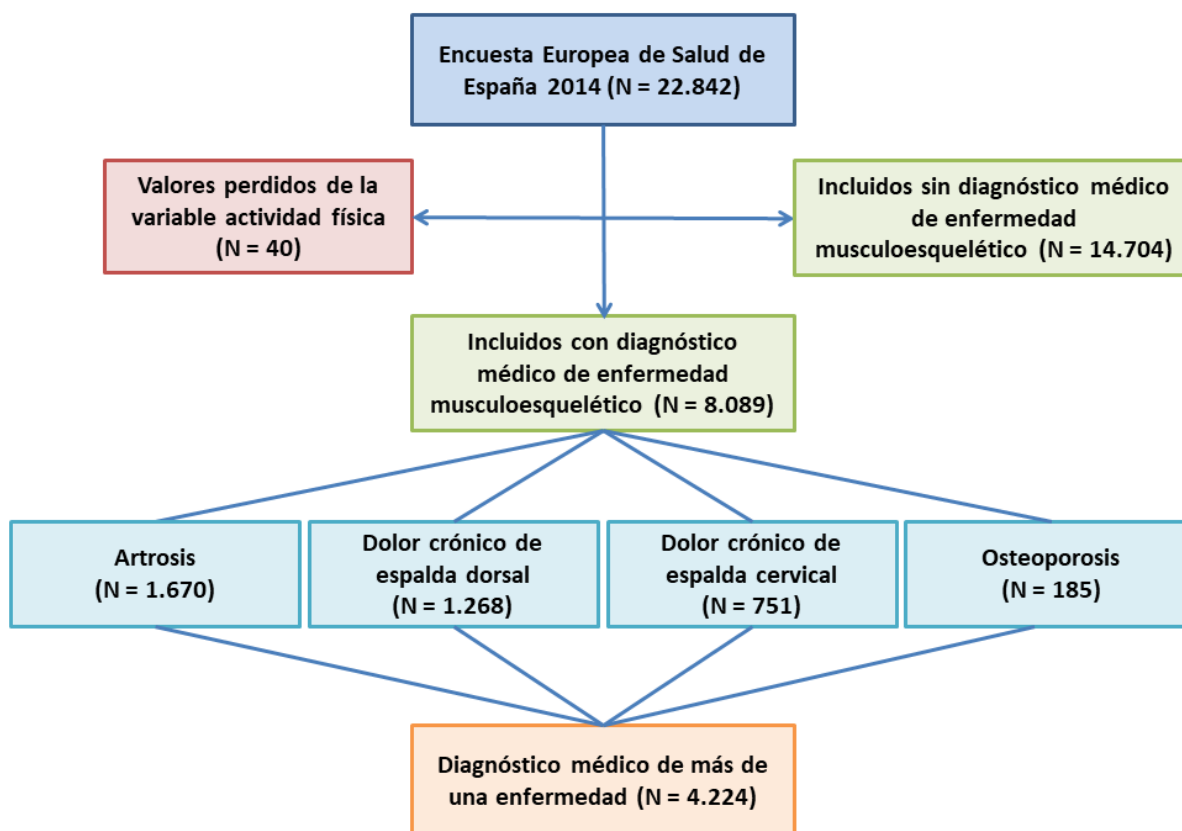 Encuesta Europea de Salud de
España 2014 (N = 22.842)
Valores perdidos de la
variable actividad física
(N = 40)
Incluidos sin diagnóstico médico
de enfermedad
musculoesquelético (N = 14.704)
Incluidos con diagnóstico
médico de enfermedad
musculoesquelético (N = 8.089)
Artrosis
(N = 1.670)
Dolor crónico de
espalda dorsal
(N = 1.268)
Dolor crónico de
espalda cervical
(N = 751)
Osteoporosis
(N = 185)
Diagnóstico médico de más de
una enfermedad (N = 4.224)